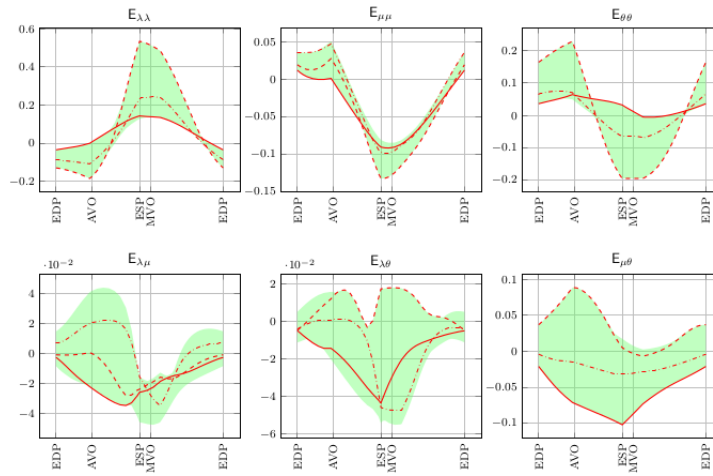 E_λλ
0.6
0.4
0.2
0
−0.2
EDP
AVO
ESP
MVO
EDP
E_μμ
0.05
0
−0.05
−0.1
−0.15
EDP
AVO
ESP
MVO
EDP
E_θθ
0.2
0.1
0
−0.1
−0.2
EDP
AVO
ESP
MVO
EDP
E_λμ
·10⁻²
4
2
0
−2
−4
EDP
AVO
ESP
MVO
EDP
E_λθ
·10⁻²
2
0
−2
−4
−6
EDP
AVO
ESP
MVO
EDP
E_μθ
0.1
0.05
0
−0.05
−0.1
EDP
AVO
ESP
MVO
EDP